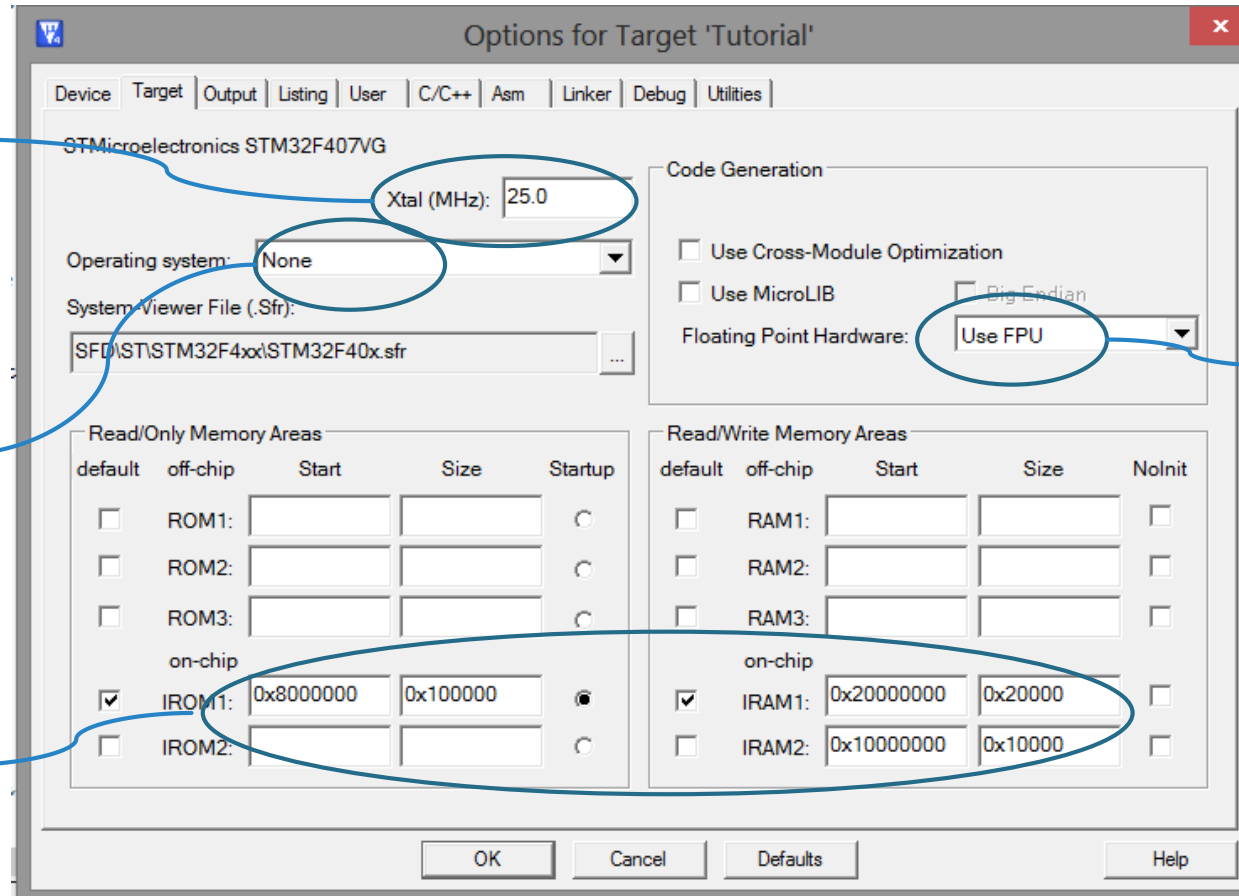 Options for Target 'Tutorial'
x
Device Target Output Listing User C/C++ Asm Linker Debug Utilities
STMicroelectronics STM32F407VG
Xtal (MHz): 25.0
Operating system: None
System-Viewer File (.Sfr):
SFD\ST\STM32F4xx\STM32F40x.sfr ...
Code Generation
Use Cross-Module Optimization
Use MicroLIB Big Endian
Floating Point Hardware: Use FPU
Read/Only Memory Areas
default off-chip Start Size Startup
ROM1:
ROM2:
ROM3:
on-chip
IROM1: 0x8000000 0x100000
IROM2:
Read/Write Memory Areas
default off-chip Start Size NoInit
RAM1:
RAM2:
RAM3:
on-chip
IRAM1: 0x20000000 0x20000
IRAM2: 0x10000000 0x10000
OK Cancel Defaults Help